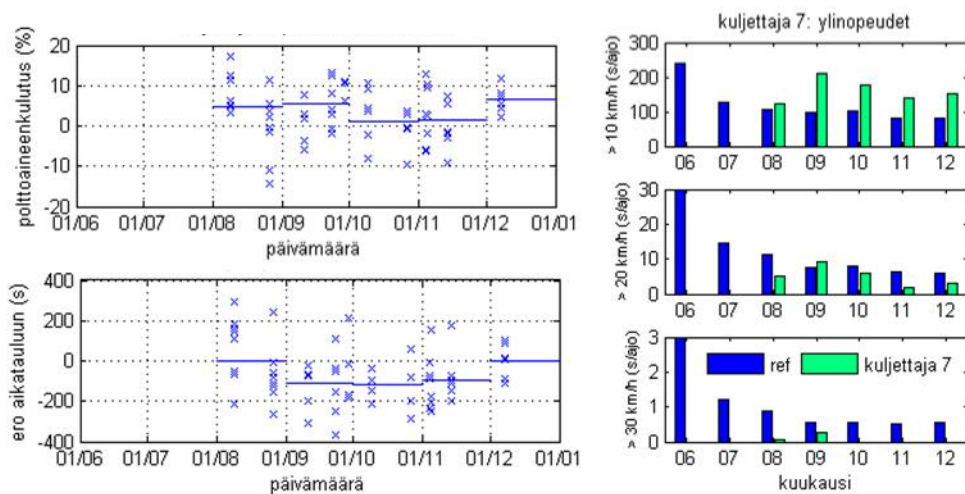 polttoaineenkulutus (%)
20
10
0
-10
-20
01/06 01/07 01/08 01/09 01/10 01/11 01/12 01/01
päivämäärä
ero aikatauluun (s)
400
200
0
-200
-400
01/06 01/07 01/08 01/09 01/10 01/11 01/12 01/01
päivämäärä
kuljettaja 7: ylinopeudet
> 10 km/h (s/ajo)
300
200
100
0
06 07 08 09 10 11 12
> 20 km/h (s/ajo)
30
20
10
0
06 07 08 09 10 11 12
> 30 km/h (s/ajo)
3
2
1
0
ref kuljettaja 7
06 07 08 09 10 11 12
kuukausi